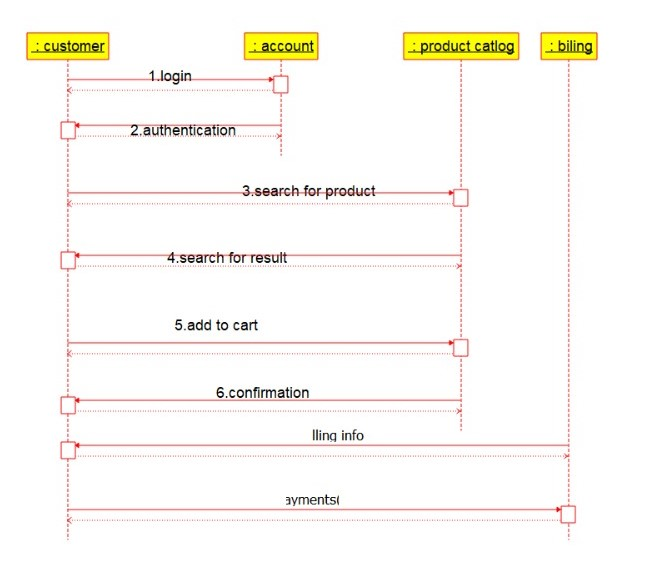 : customer
: account
: product catlog
: biling
1.login
2.authentication
3.search for product
4.search for result
5.add to cart
6.confirmation
lling info
ayments(